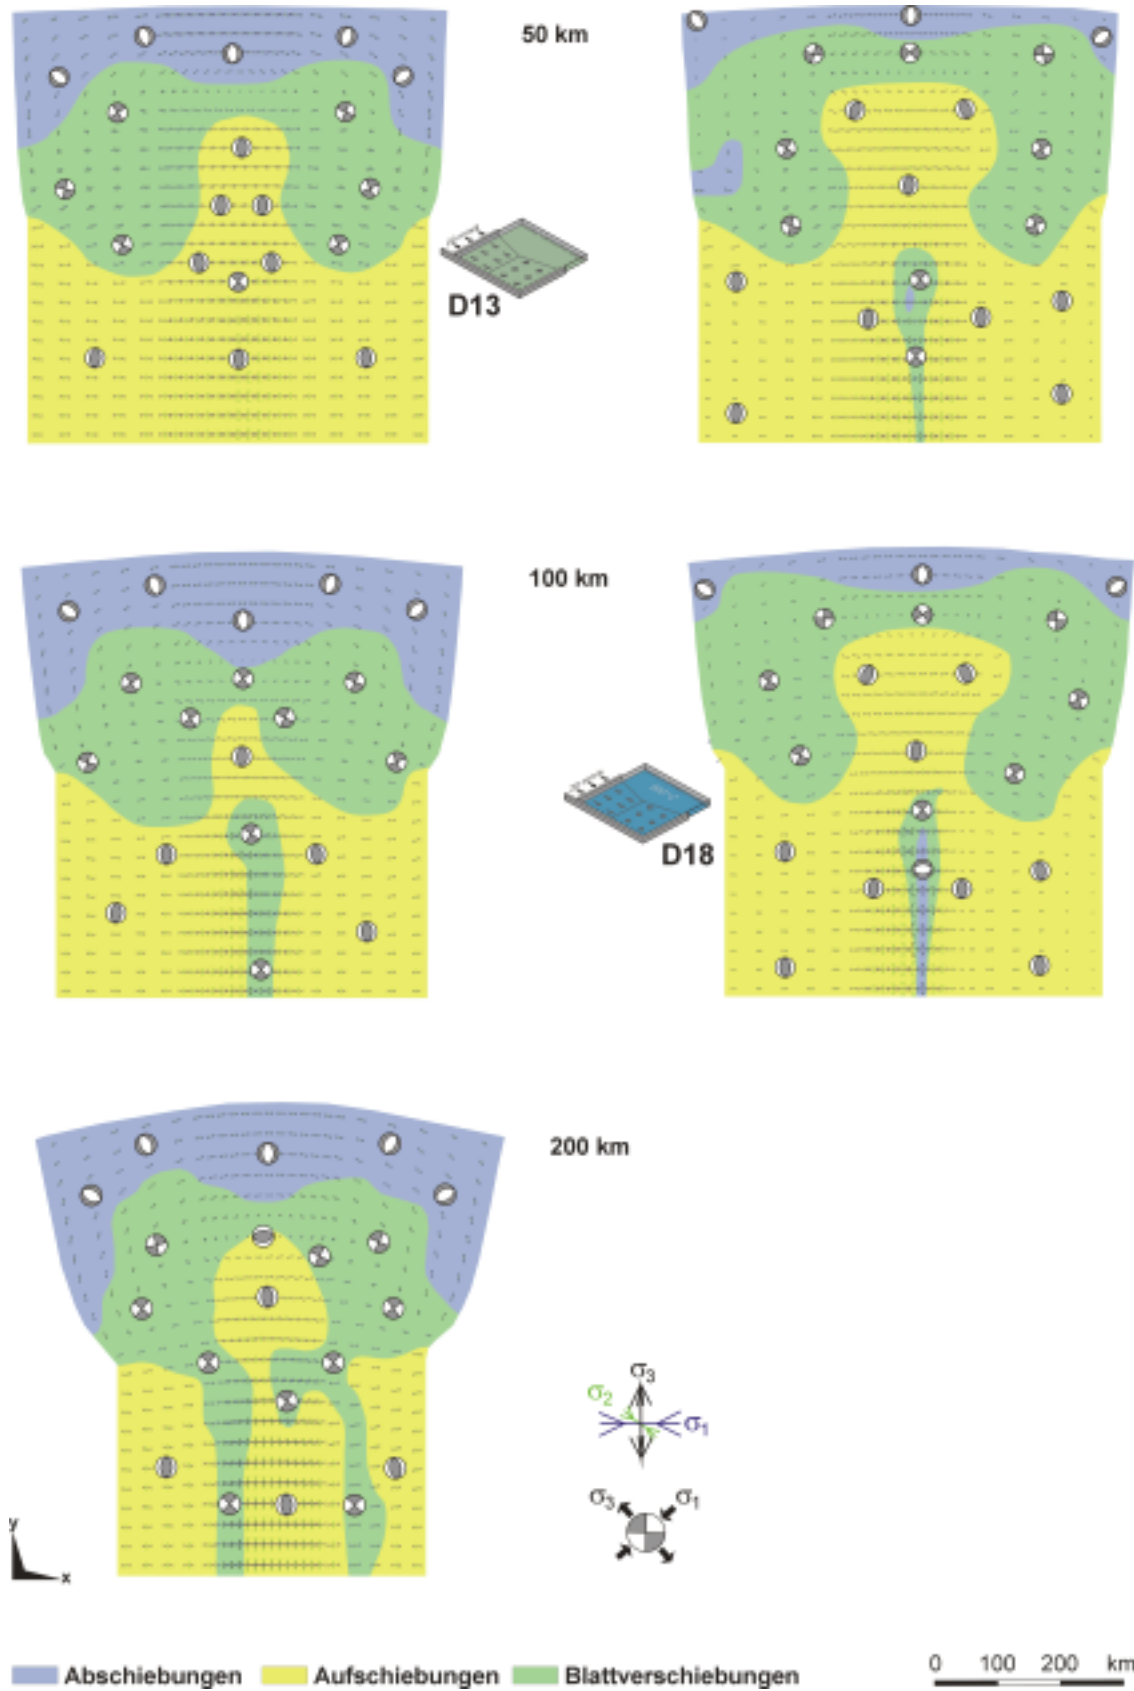 50 km
D13
100 km
D18
200 km
σ3
σ2
σ1
σ3 σ1
y
x
Abschiebungen Aufschiebungen Blattverschiebungen
0 100 200 km